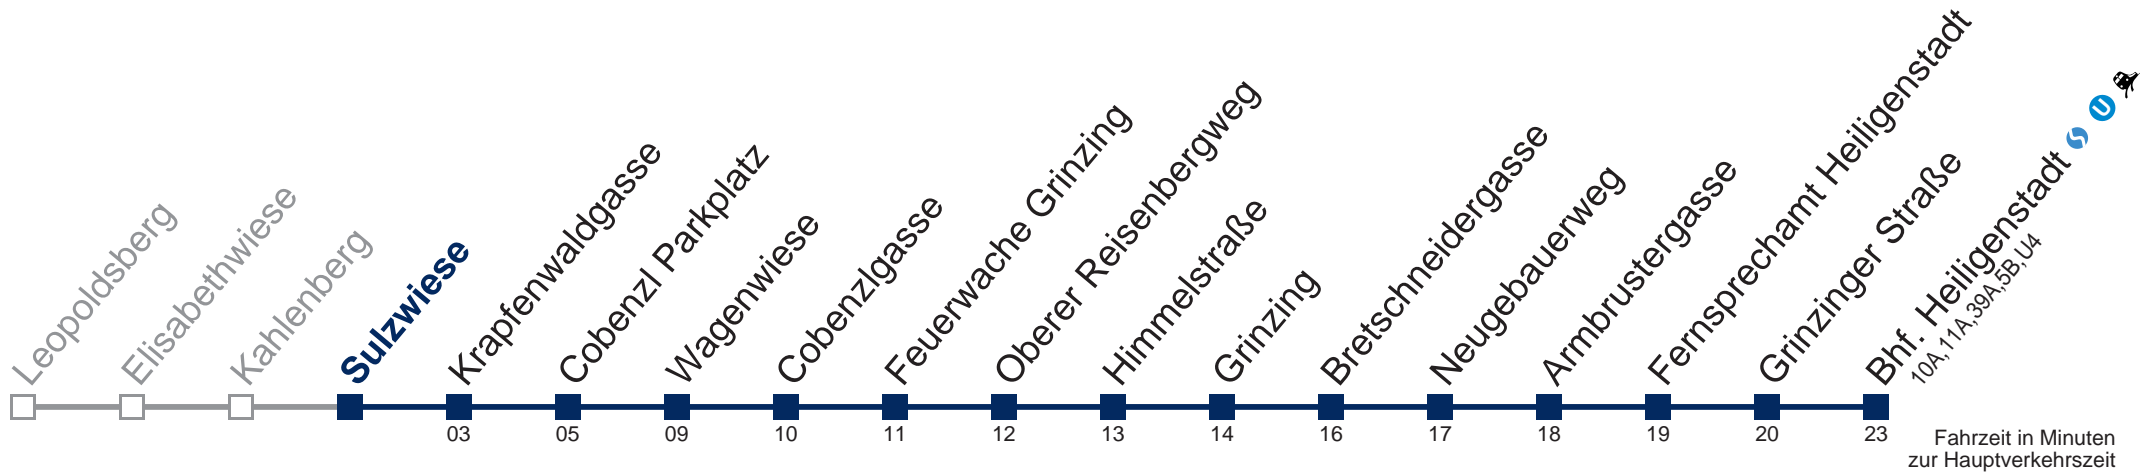 Leopoldsberg
Elisabethwiese
Kahlenberg
Sulzwiese
Krapfenwaldgasse
Cobenzl Parkplatz
Wagenwiese
Cobenzlgasse
Feuerwache Grinzing
Oberer Reisenbergweg
Himmelstraße
Grinzing
Bretschneidergasse
Neugebauerweg
Armbrustergasse
Fernsprechamt Heiligenstadt
Grinzinger Straße
Bhf. Heiligenstadt S U
10A,11A,39A,5B,U4
03 05 09 10 11 12 13 14 16 17 18 19 20 23
Fahrzeit in Minuten
zur Hauptverkehrszeit